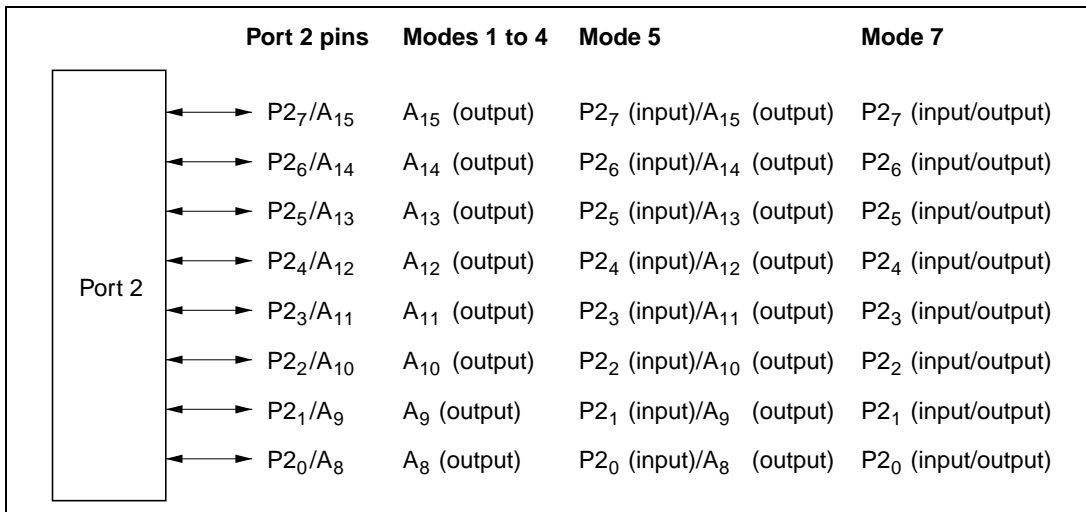 Port 2 pins Modes 1 to 4 Mode 5 Mode 7
P2₇/A₁₅ A₁₅ (output) P2₇ (input)/A₁₅ (output) P2₇ (input/output)
P2₆/A₁₄ A₁₄ (output) P2₆ (input)/A₁₄ (output) P2₆ (input/output)
P2₅/A₁₃ A₁₃ (output) P2₅ (input)/A₁₃ (output) P2₅ (input/output)
P2₄/A₁₂ A₁₂ (output) P2₄ (input)/A₁₂ (output) P2₄ (input/output)
Port 2
P2₃/A₁₁ A₁₁ (output) P2₃ (input)/A₁₁ (output) P2₃ (input/output)
P2₂/A₁₀ A₁₀ (output) P2₂ (input)/A₁₀ (output) P2₂ (input/output)
P2₁/A₉ A₉ (output) P2₁ (input)/A₉ (output) P2₁ (input/output)
P2₀/A₈ A₈ (output) P2₀ (input)/A₈ (output) P2₀ (input/output)